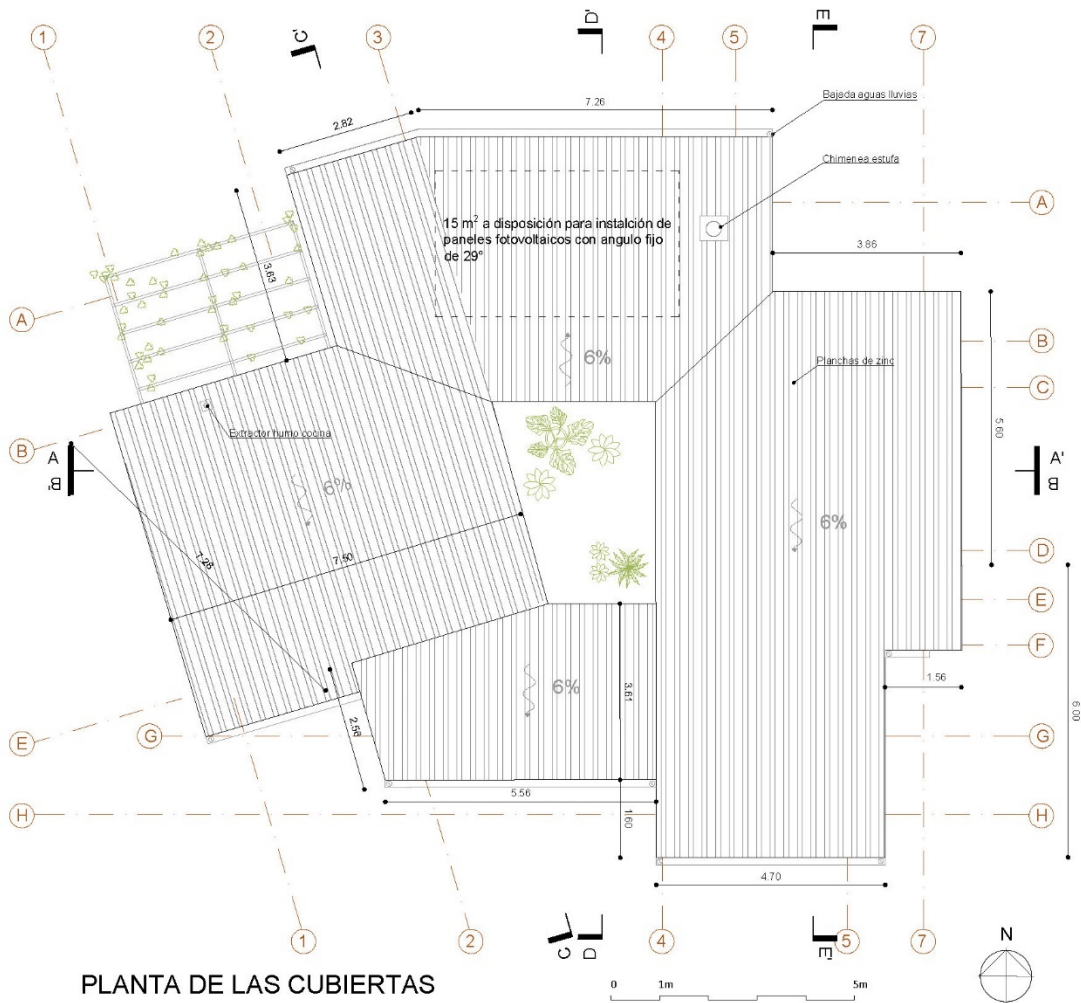 1
2
C'
3
D'
4
5
E
7
7.26
Bajada aguas lluvias
2.82
Chimenea estufa
A
15 m² a disposición para instalción de
paneles fotovoltaicos con angulo fijo
de 29°
3.86
3.63
A
B
6%
Planchas de zinc
C
5.60
Extractor humo cocina
B
A
B'
A'
B
6%
6%
7.28
7.50
D
E
F
6%
3.61
1.56
2.56
6.00
E
G
G
5.56
1.60
H
H
4.70
1
2
C
D
4
E'
5
7
PLANTA DE LAS CUBIERTAS
0 1m 5m
N